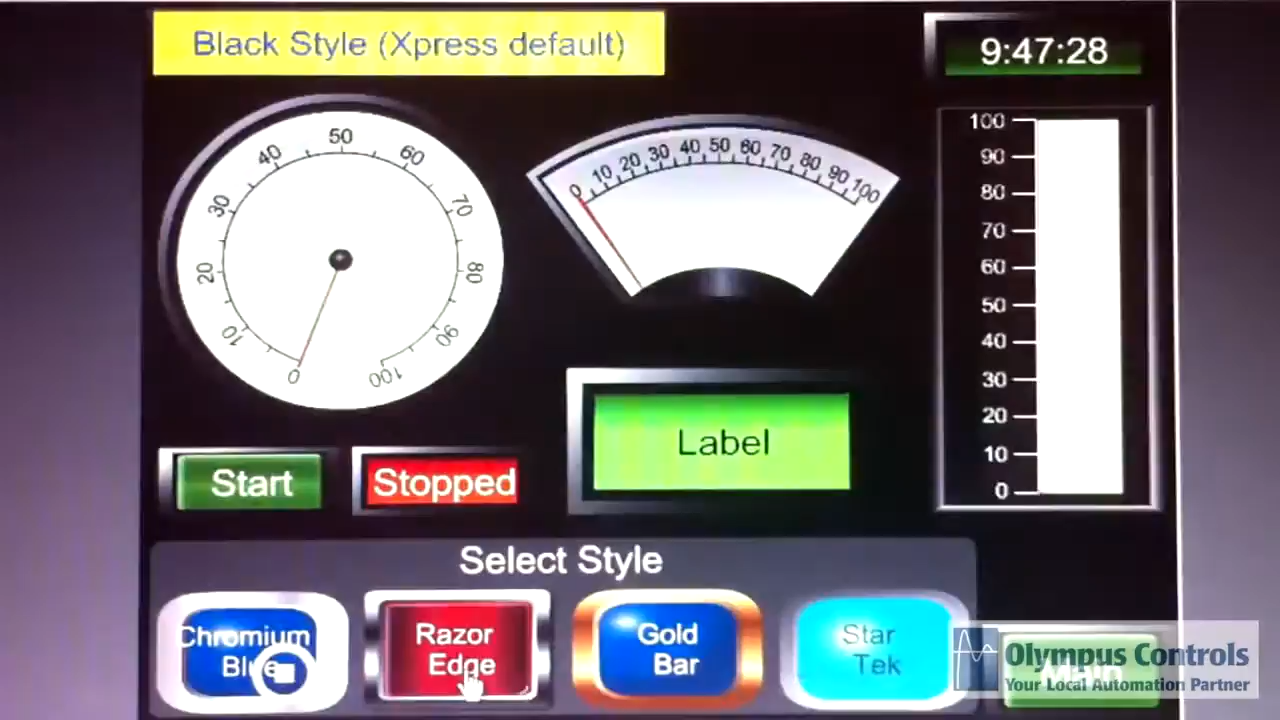 Black Style (Xpress default)
9:47:28
0
10
20
30
40
50
60
70
80
90
100
0
10
20
30
40
50
60
70
80
90
100
100
90
80
70
60
50
40
30
20
10
0
Label
Start
Stopped
Select Style
Chromium
Blue
Razor
Edge
Gold
Bar
Star
Tek
Main
Olympus Controls
Your Local Automation Partner